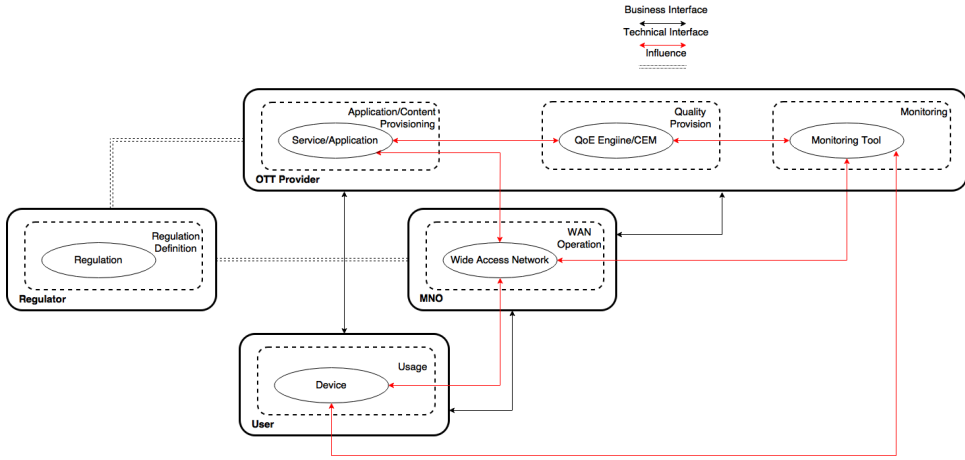 Business Interface
Technical Interface
Influence
Application/Content
Provisioning
Service/Application
Quality
Provision
QoE Engiine/CEM
Monitoring
Monitoring Tool
OTT Provider
Regulation
Definition
Regulation
Regulator
WAN
Operation
Wide Access Network
MNO
Usage
Device
User